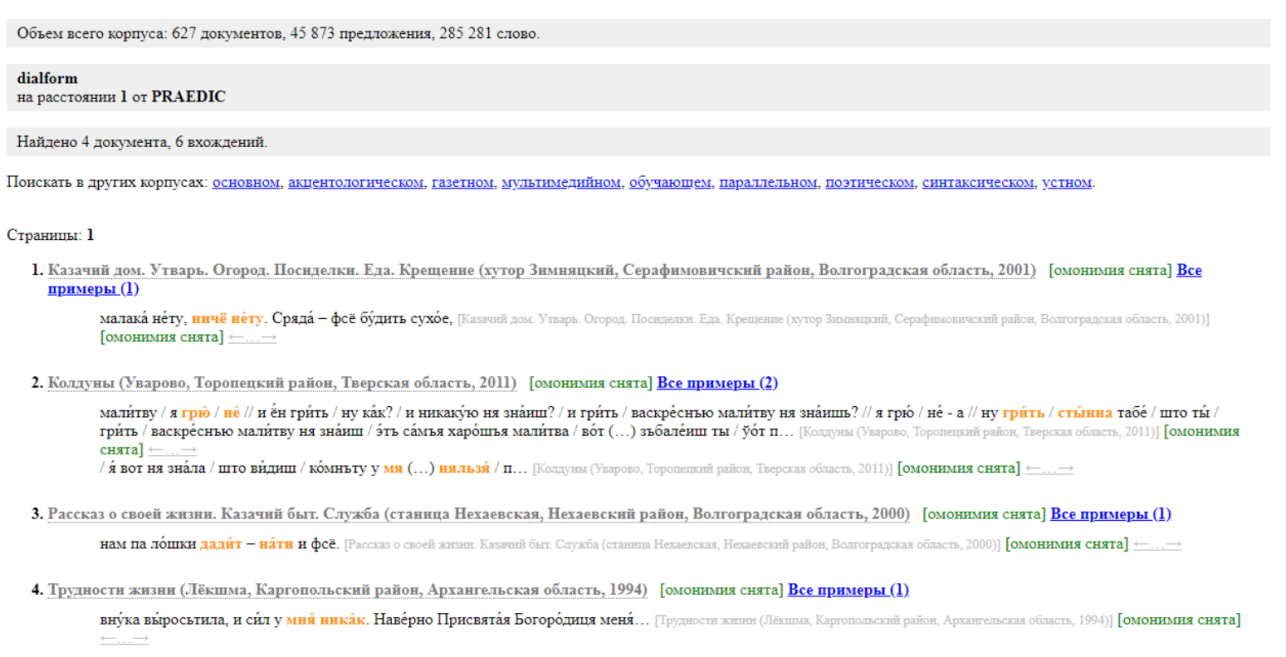 Объем всего корпуса: 627 документов, 45 873 предложения, 285 281 слово.
dialform
на расстоянии 1 от PRAEDIC
Найдено 4 документа, 6 вхождений.
Поискать в других корпусах: основном, акцентологическом, газетном, мультимедийном, обучающем, параллельном, поэтическом, синтаксическом, устном.
Страницы: 1
1. Казачий дом. Утварь. Огород. Посиделки. Еда. Крещение (хутор Зимняцкий, Серафимовичский район, Волгоградская область, 2001) [омонимия снята] Все
примеры (1)
малака́ не́ту, ничё не́ту. Сряда́ – фсё бу́дить сухо́е, [Казачий дом. Утварь. Огород. Посиделки. Еда. Крещение (хутор Зимняцкий, Серафимовичский район, Волгоградская область, 2001)]
[омонимия снята] ←…→
2. Колдуны (Уварово, Торопецкий район, Тверская область, 2011) [омонимия снята] Все примеры (2)
мали́тву / я грю́ / не́ // и ён гри́ть / ну ка́к? / и никаку́ю ня зна́иш? / и гри́ть / васкре́снъю мали́тву ня зна́ишь? // я грю́ / не́ - а // ну гри́ть / сты́нна табе́ / што ты́ /
гри́ть / васкре́снъю мали́тву ня зна́иш / э́ть са́мъя харо́шъя мали́тва / во́т (…) зъбале́иш ты / ў́от п… [Колдуны (Уварово, Торопецкий район, Тверская область, 2011)] [омонимия
снята] ←…→
/ я́ вот ня зна́ла / што ви́диш / ко́мнъту у мя (…) няльзя́ / п… [Колдуны (Уварово, Торопецкий район, Тверская область, 2011)] [омонимия снята] ←…→
3. Рассказ о своей жизни. Казачий быт. Служба (станица Нехаевская, Нехаевский район, Волгоградская область, 2000) [омонимия снята] Все примеры (1)
нам па ло́шки дади́т – на́ти и фсё. [Рассказ о своей жизни. Казачий быт. Служба (станица Нехаевская, Нехаевский район, Волгоградская область, 2000)] [омонимия снята] ←…→
4. Трудности жизни (Лёкшма, Каргопольский район, Архангельская область, 1994) [омонимия снята] Все примеры (1)
вну́ка вы́росьтила, и си́л у мня́ ника́к. Наве́рно Присвята́я Богоро́диця меня́… [Трудности жизни (Лёкшма, Каргопольский район, Архангельская область, 1994)] [омонимия снята]
←…→